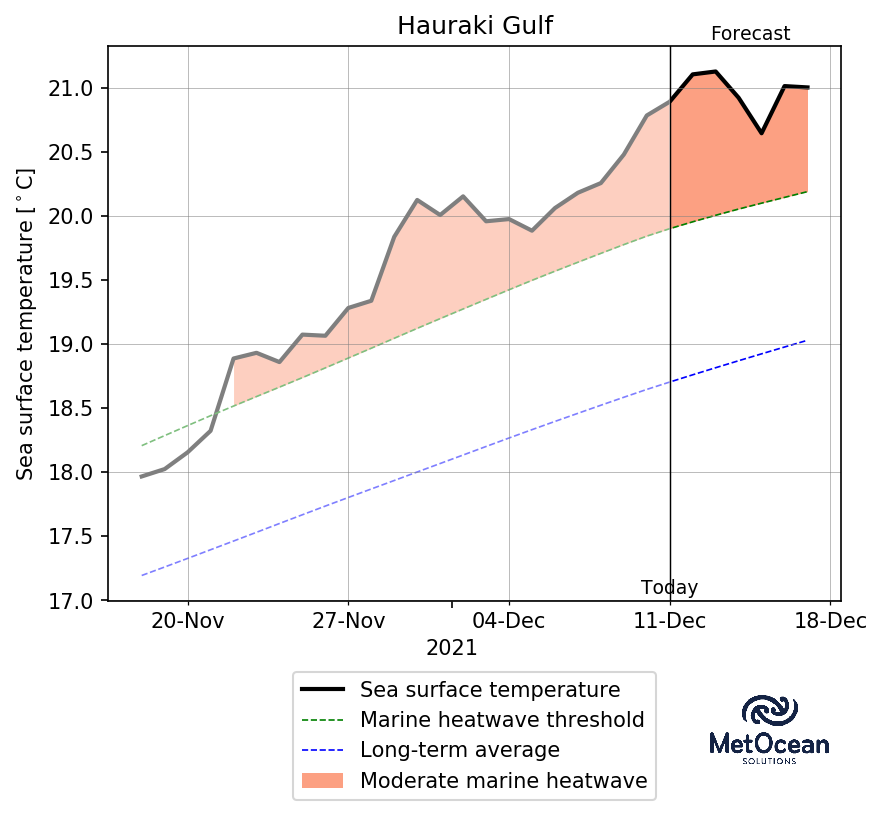 Hauraki Gulf
Forecast
Sea surface temperature [°C]
21.0
20.5
20.0
19.5
19.0
18.5
18.0
17.5
17.0
Today
20-Nov 27-Nov 04-Dec 11-Dec 18-Dec
2021
Sea surface temperature
Marine heatwave threshold
Long-term average
Moderate marine heatwave
MetOcean
SOLUTIONS